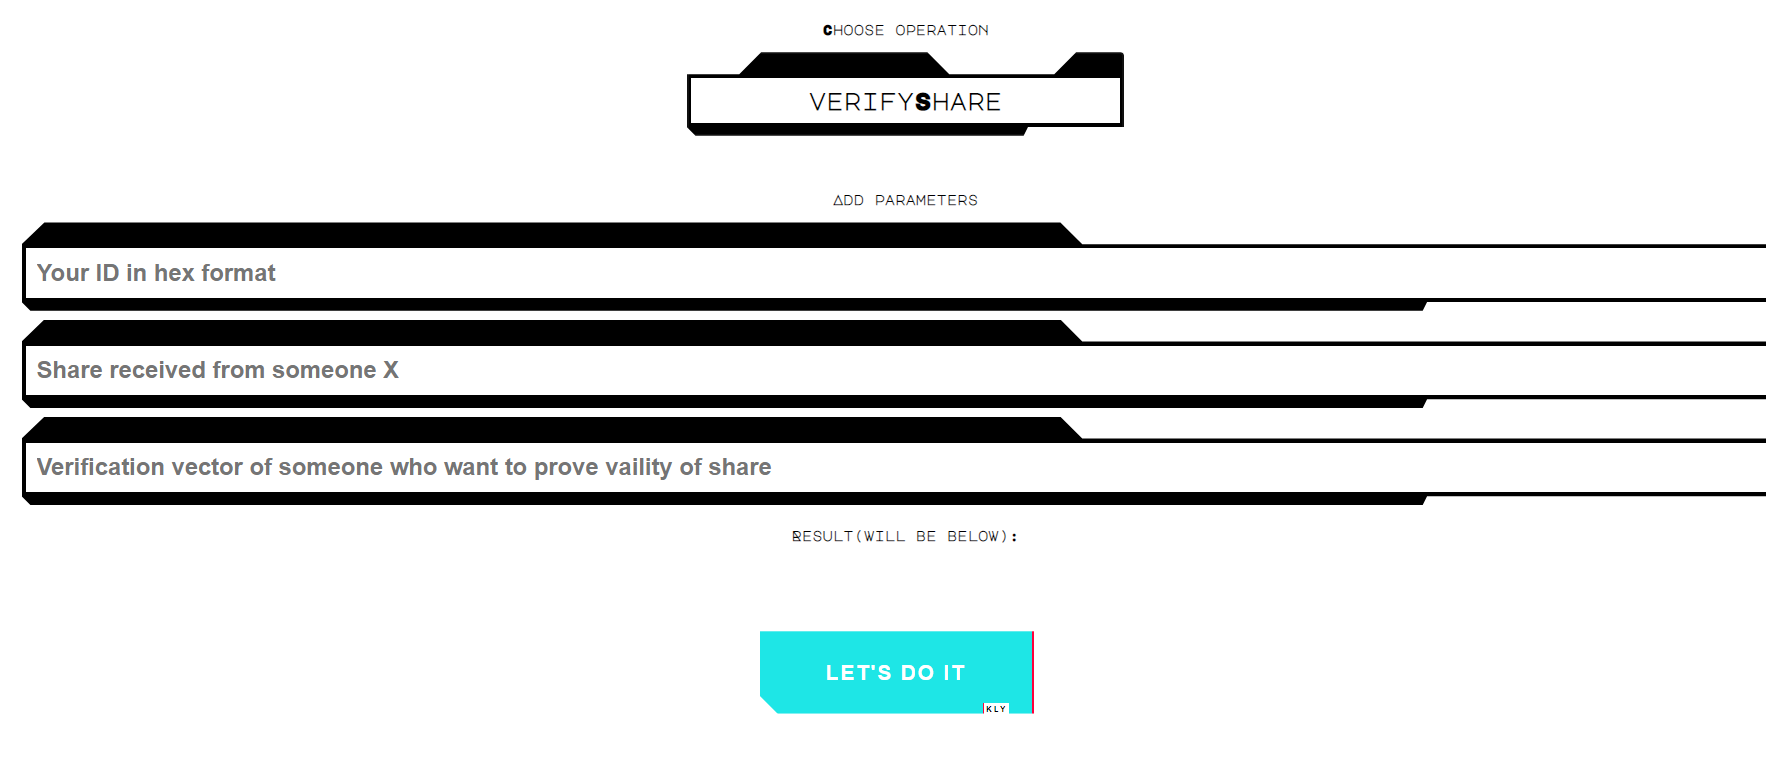 Choose operation
verifyShare
Add parameters
Your ID in hex format
Share received from someone X
Verification vector of someone who want to prove vaility of share
Result(will be below):
LET'S DO IT
KLY